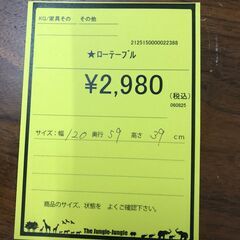 KG/家具その その他
2125150000022388
★ローテーブル
¥2,980
(税込)
060825
サイズ:幅 120 奥行 59 高さ 39 cm
商品のサイズ、状態を よくご確認下さい。
The Jungle-Jungle